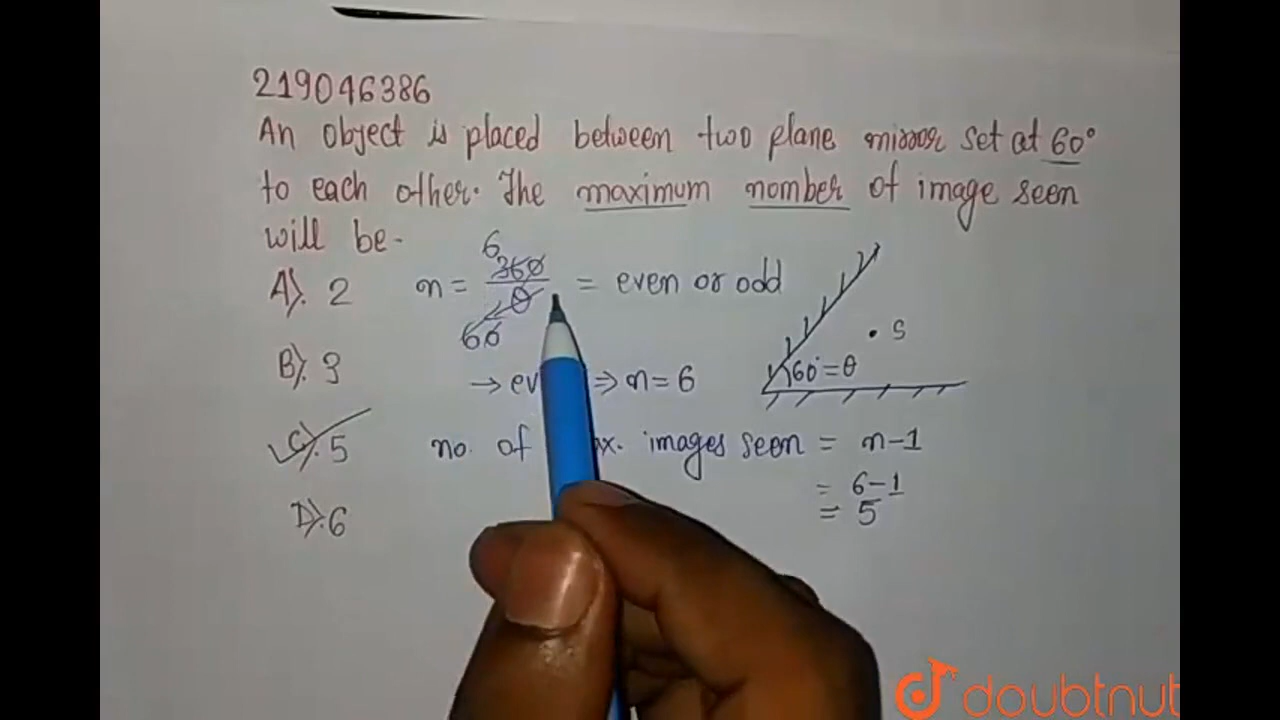 219046386
An object is placed between two plane mirror set at 60°
to each other. The maximum nomber of image seen
will be-
A). 2
n = 360/θ = even or odd
6
60
• S
60° = θ
B). 3
→ ⇒ n = 6
C). 5
no. of images seen = n-1
= 6-1
= 5
D). 6
doubtnut